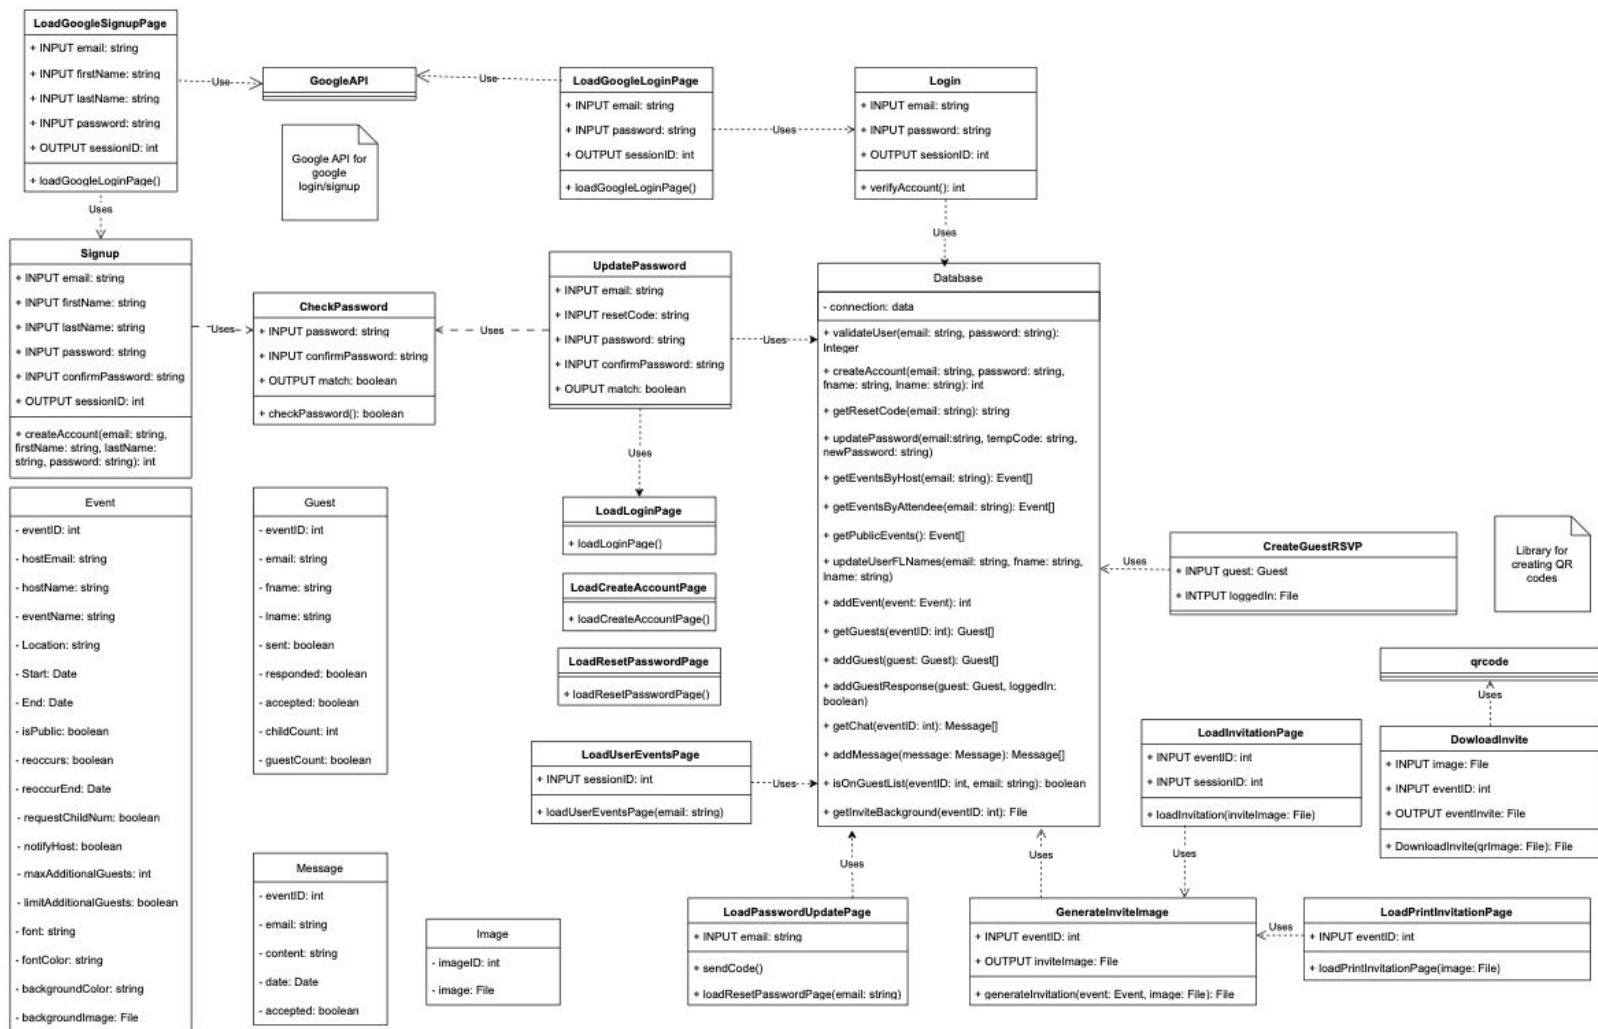 LoadGoogleSignupPage
+ INPUT email: string
+ INPUT firstName: string
+ INPUT lastName: string
+ INPUT password: string
+ OUTPUT sessionID: int
+ loadGoogleLoginPage()
Use
GoogleAPI
Use
Google API for
google
login/signup
LoadGoogleLoginPage
+ INPUT email: string
+ INPUT password: string
+ OUTPUT sessionID: int
+ loadGoogleLoginPage()
Uses
Login
+ INPUT email: string
+ INPUT password: string
+ OUTPUT sessionID: int
+ verifyAccount(): int
Uses
Uses
Signup
+ INPUT email: string
+ INPUT firstName: string
+ INPUT lastName: string
+ INPUT password: string
+ INPUT confirmPassword: string
+ OUTPUT sessionID: int
+ createAccount(email: string,
firstName: string, lastName:
string, password: string): int
Uses
CheckPassword
+ INPUT password: string
+ INPUT confirmPassword: string
+ OUTPUT match: boolean
+ checkPassword(): boolean
Uses
UpdatePassword
+ INPUT email: string
+ INPUT resetCode: string
+ INPUT password: string
+ INPUT confirmPassword: string
+ OUPUT match: boolean
Uses
Uses
Database
- connection: data
+ validateUser(email: string, password: string):
Integer
+ createAccount(email: string, password: string,
fname: string, lname: string): int
+ getResetCode(email: string): string
+ updatePassword(email:string, tempCode: string,
newPassword: string)
+ getEventsByHost(email: string): Event[]
+ getEventsByAttendee(email: string): Event[]
+ getPublicEvents(): Event[]
+ updateUserFLNames(email: string, fname: string,
lname: string)
+ addEvent(event: Event): int
+ getGuests(eventID: int): Guest[]
+ addGuest(guest: Guest): Guest[]
+ addGuestResponse(guest: Guest, loggedIn:
boolean)
+ getChat(eventID: int): Message[]
+ addMessage(message: Message): Message[]
+ isOnGuestList(eventID: int, email: string): boolean
+ getInviteBackground(eventID: int): File
Event
- eventID: int
- hostEmail: string
- hostName: string
- eventName: string
- Location: string
- Start: Date
- End: Date
- isPublic: boolean
- reoccurs: boolean
- reoccurEnd: Date
- requestChildNum: boolean
- notifyHost: boolean
- maxAdditionalGuests: int
- limitAdditionalGuests: boolean
- font: string
- fontColor: string
- backgroundColor: string
- backgroundImage: File
Guest
- eventID: int
- email: string
- fname: string
- lname: string
- sent: boolean
- responded: boolean
- accepted: boolean
- childCount: int
- guestCount: boolean
LoadLoginPage
+ loadLoginPage()
LoadCreateAccountPage
+ loadCreateAccountPage()
LoadResetPasswordPage
+ loadResetPasswordPage()
Uses
CreateGuestRSVP
+ INPUT guest: Guest
+ INTPUT loggedIn: File
Library for
creating QR
codes
qrcode
Uses
LoadUserEventsPage
+ INPUT sessionID: int
+ loadUserEventsPage(email: string)
Uses
LoadInvitationPage
+ INPUT eventID: int
+ INPUT sessionID: int
+ loadInvitation(inviteImage: File)
DowloadInvite
+ INPUT image: File
+ INPUT eventID: int
+ OUTPUT eventInvite: File
+ DownloadInvite(qrImage: File): File
Message
- eventID: int
- email: string
- content: string
- date: Date
- accepted: boolean
Image
- imageID: int
- image: File
Uses
Uses
Uses
LoadPasswordUpdatePage
+ INPUT email: string
+ sendCode()
+ loadResetPasswordPage(email: string)
GenerateInviteImage
+ INPUT eventID: int
+ OUTPUT inviteImage: File
+ generateInvitation(event: Event, image: File): File
Uses
LoadPrintInvitationPage
+ INPUT eventID: int
+ loadPrintInvitationPage(image: File)